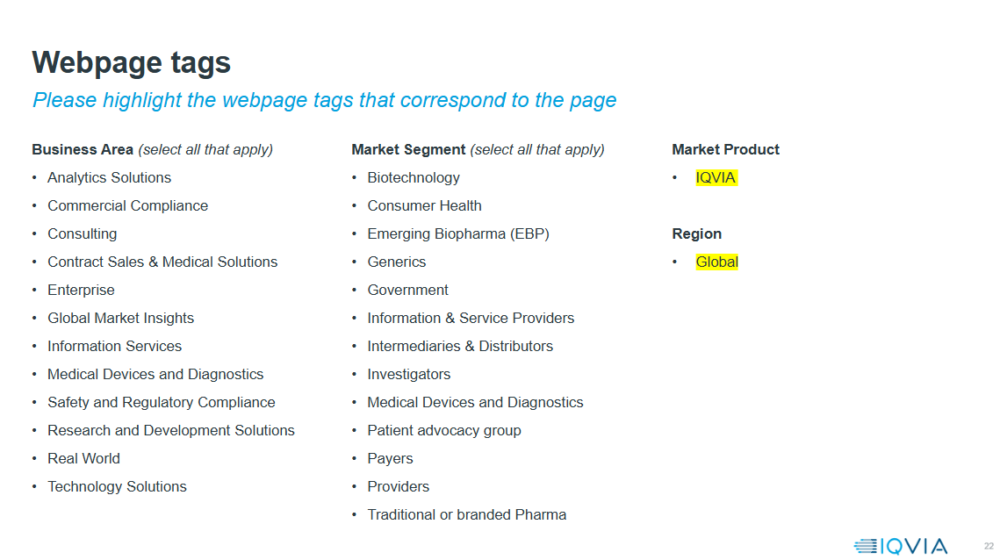 Webpage tags
Please highlight the webpage tags that correspond to the page
Business Area (select all that apply)
• Analytics Solutions
• Commercial Compliance
• Consulting
• Contract Sales & Medical Solutions
• Enterprise
• Global Market Insights
• Information Services
• Medical Devices and Diagnostics
• Safety and Regulatory Compliance
• Research and Development Solutions
• Real World
• Technology Solutions
Market Segment (select all that apply)
• Biotechnology
• Consumer Health
• Emerging Biopharma (EBP)
• Generics
• Government
• Information & Service Providers
• Intermediaries & Distributors
• Investigators
• Medical Devices and Diagnostics
• Patient advocacy group
• Payers
• Providers
• Traditional or branded Pharma
Market Product
• IQVIA
Region
• Global
IQVIA
22